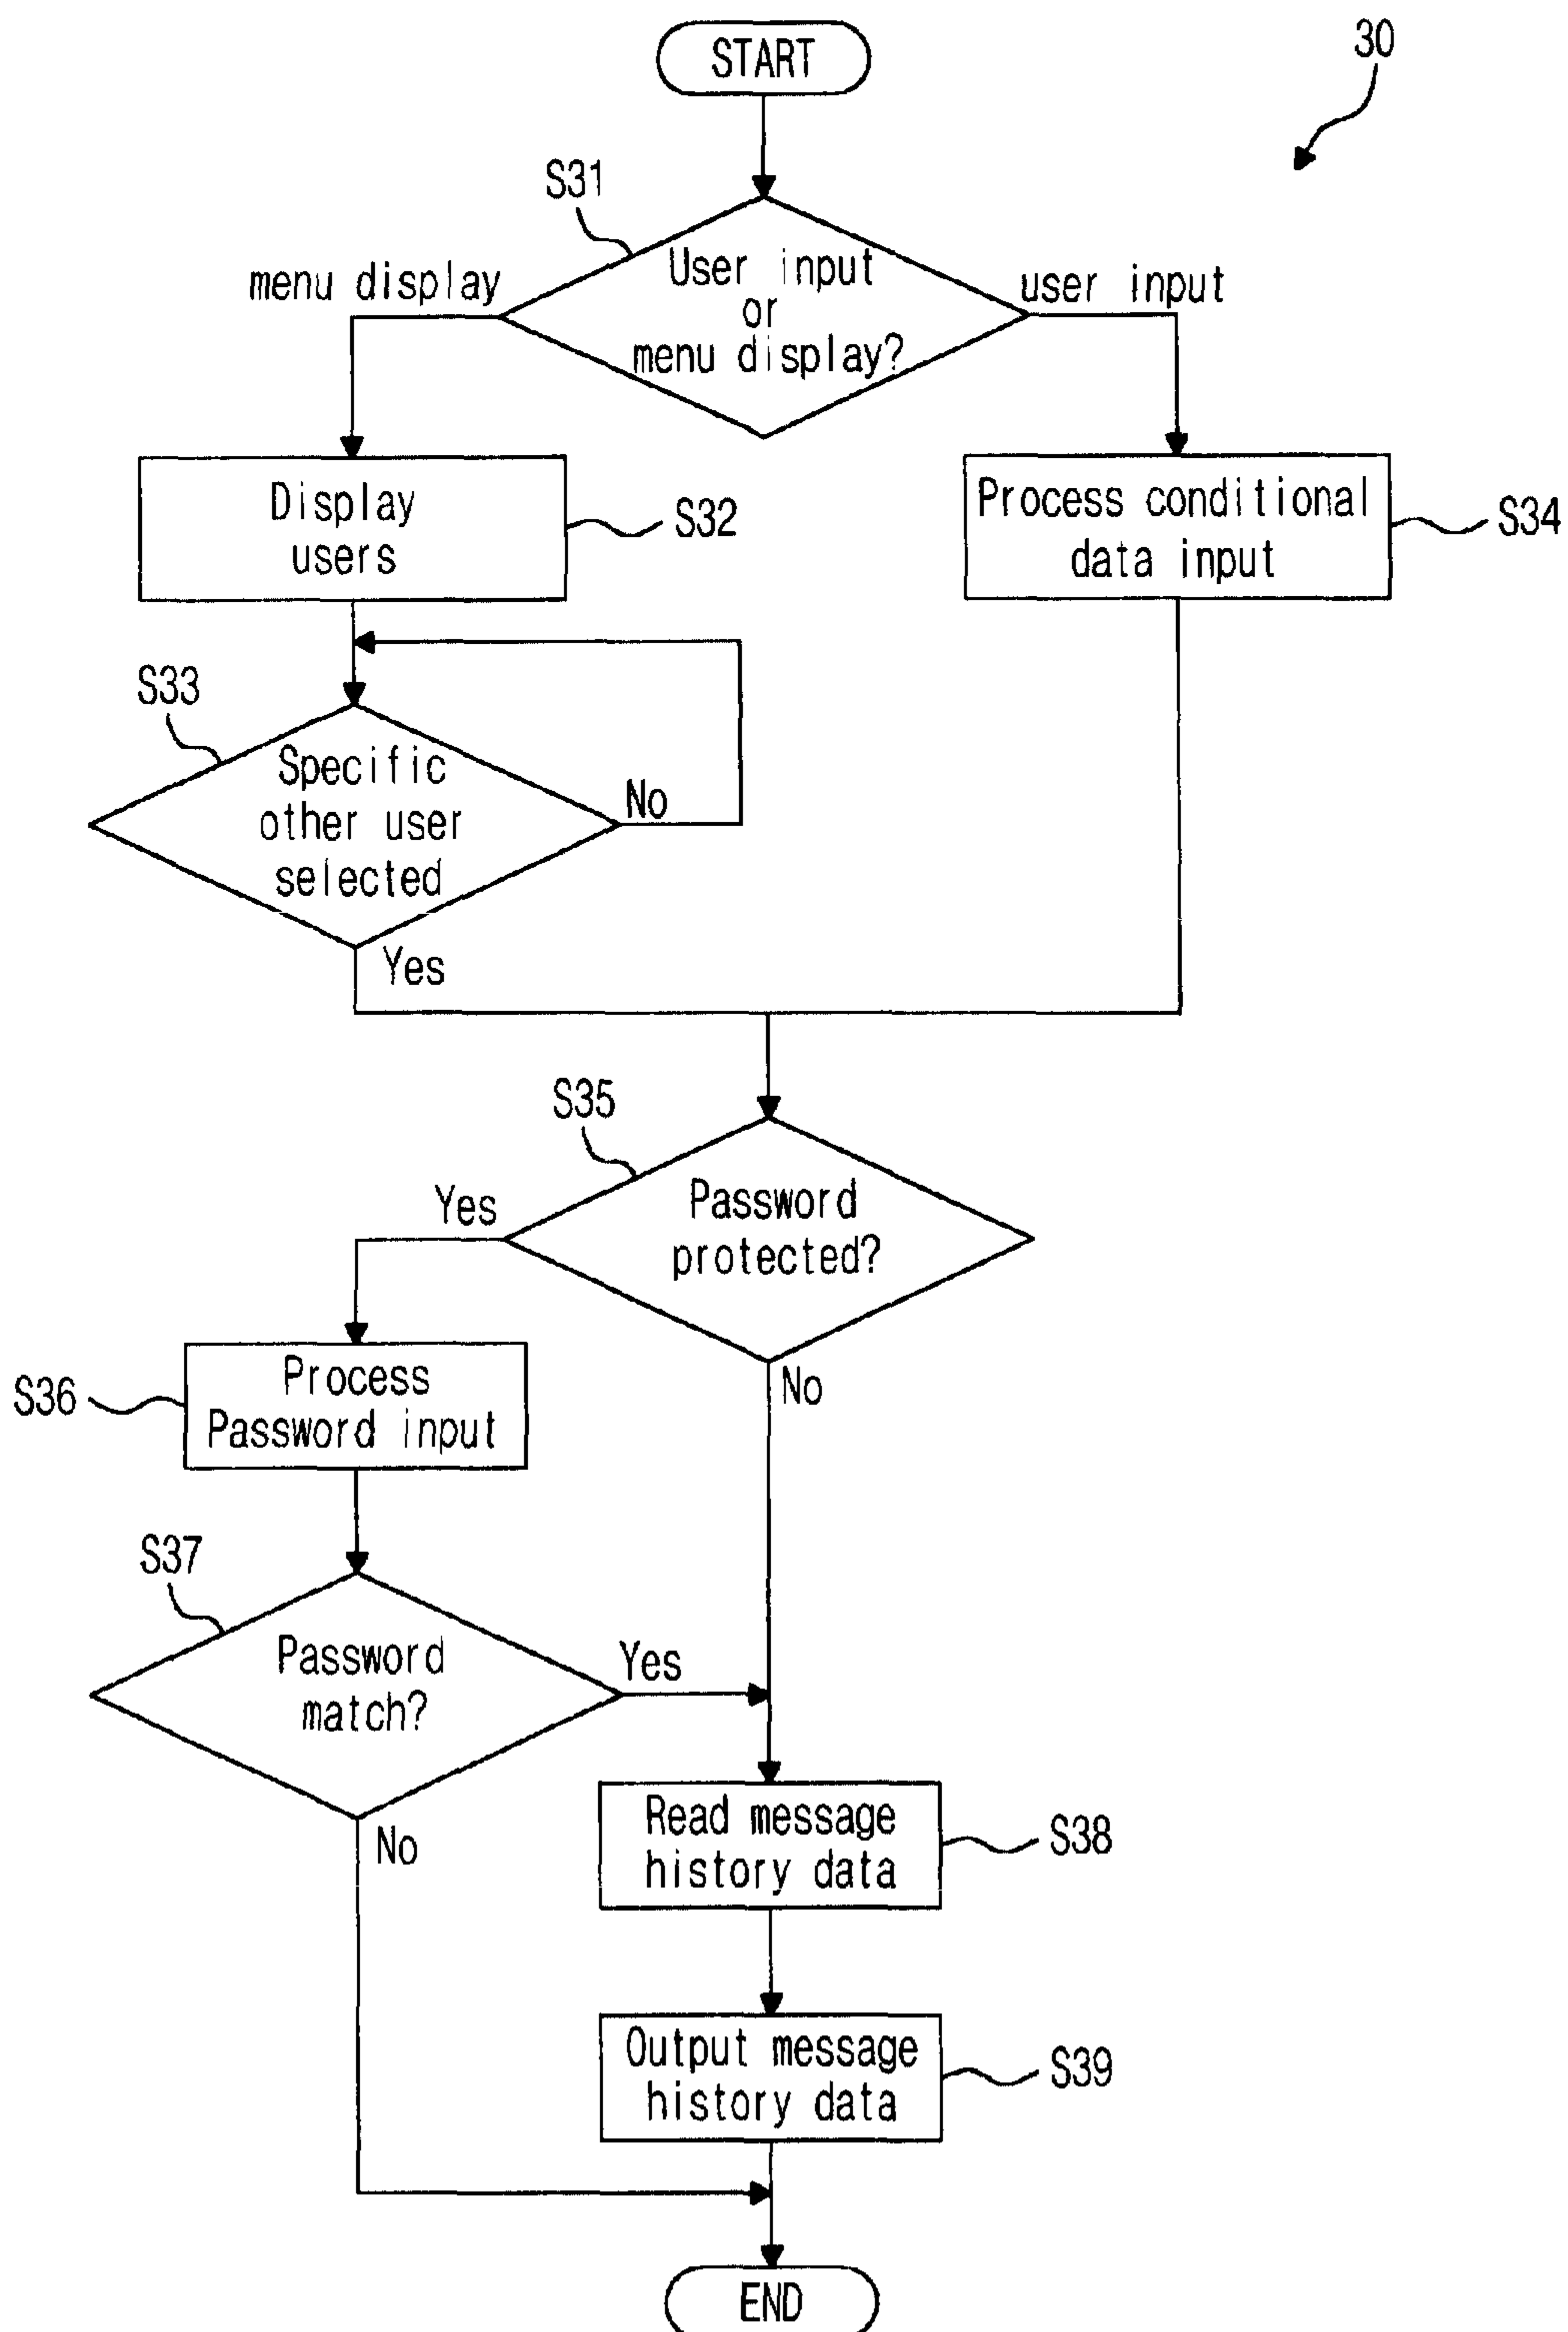 START
30
S31
menu display
User input
or
menu display?
user input
Display
users
S32
Process conditional
data input
S34
S33
Specific
other user
selected
No
Yes
S35
Yes
Password
protected?
No
S36
Process
Password input
S37
Password
match?
Yes
No
Read message
history data
S38
Output message
history data
S39
END